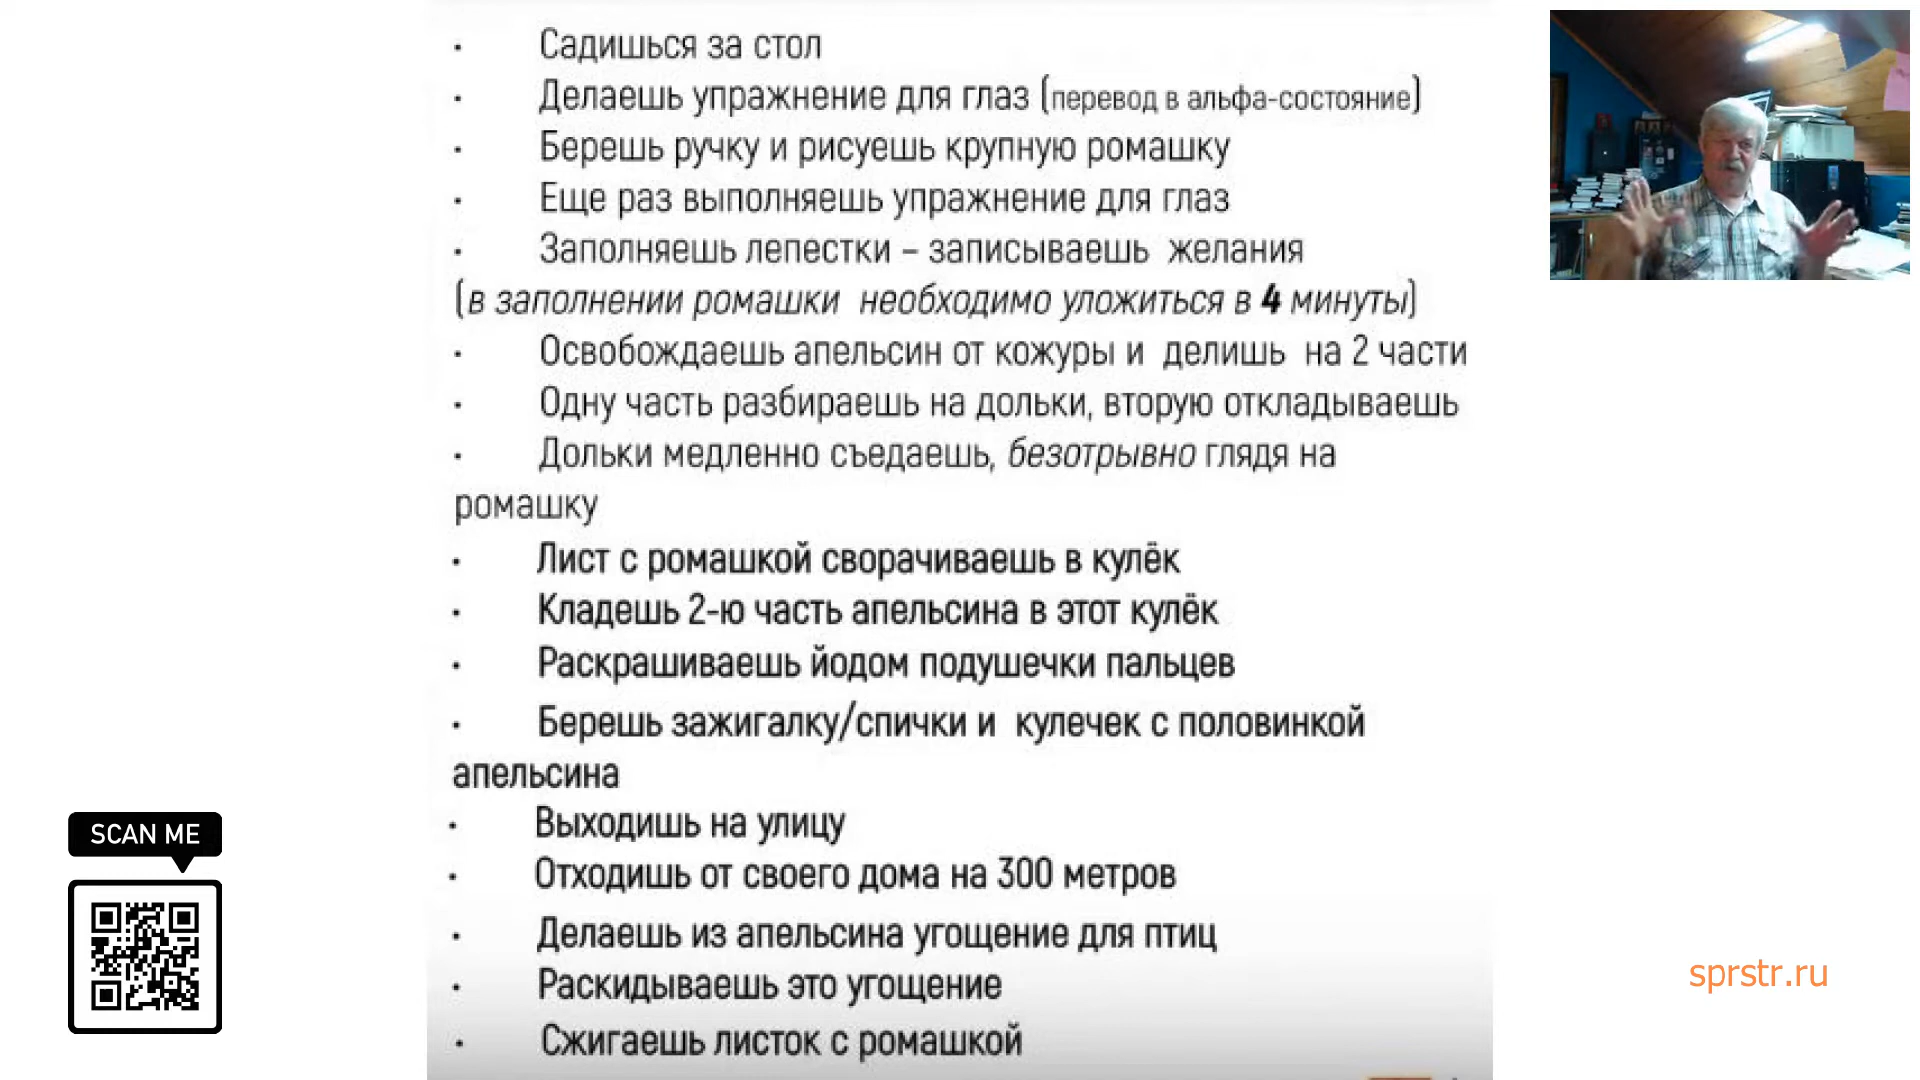 • Садишься за стол
• Делаешь упражнение для глаз (перевод в альфа-состояние)
• Берешь ручку и рисуешь крупную ромашку
• Еще раз выполняешь упражнение для глаз
• Заполняешь лепестки – записываешь желания
(в заполнении ромашки необходимо уложиться в 4 минуты)
• Освобождаешь апельсин от кожуры и делишь на 2 части
• Одну часть разбираешь на дольки, вторую откладываешь
• Дольки медленно съедаешь, безотрывно глядя на
ромашку
• Лист с ромашкой сворачиваешь в кулёк
• Кладешь 2-ю часть апельсина в этот кулёк
• Раскрашиваешь йодом подушечки пальцев
• Берешь зажигалку/спички и кулечек с половинкой
апельсина
• Выходишь на улицу
• Отходишь от своего дома на 300 метров
• Делаешь из апельсина угощение для птиц
• Раскидываешь это угощение
• Сжигаешь листок с ромашкой
SCAN ME
sprstr.ru